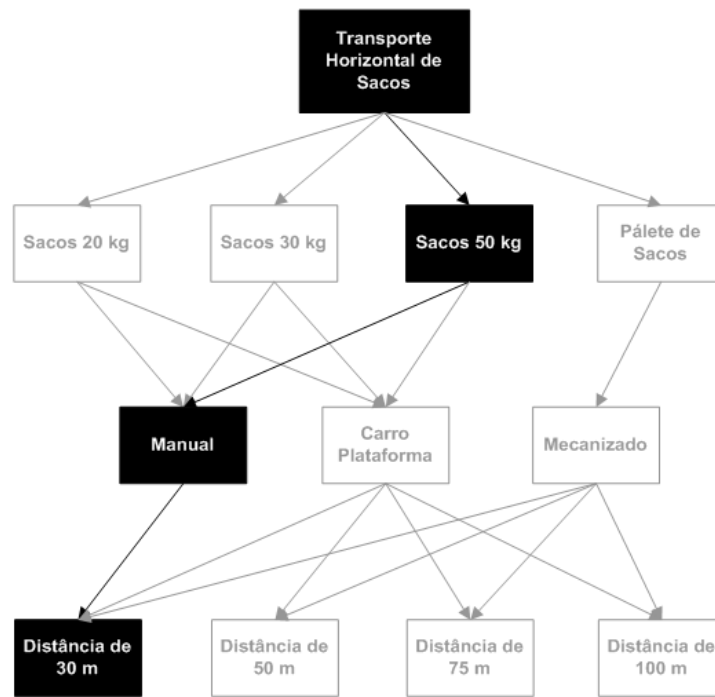 Transporte
Horizontal de
Sacos
Sacos 20 kg
Sacos 30 kg
Sacos 50 kg
Pálete de
Sacos
Manual
Carro
Plataforma
Mecanizado
Distância de
30 m
Distância de
50 m
Distância de
75 m
Distância de
100 m